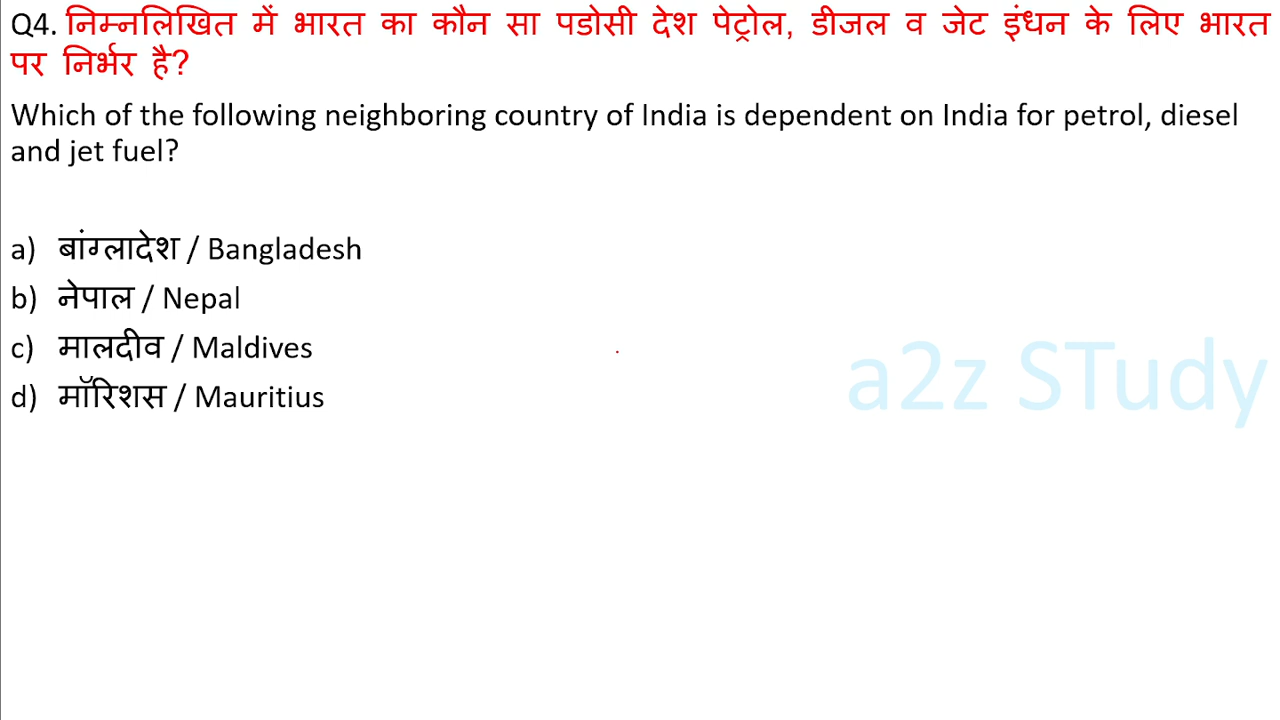 Q4. निम्नलिखित में भारत का कौन सा पडोसी देश पेट्रोल, डीजल व जेट इंधन के लिए भारत
पर निर्भर है?
Which of the following neighboring country of India is dependent on India for petrol, diesel
and jet fuel?
a) बांग्लादेश / Bangladesh
b) नेपाल / Nepal
c) मालदीव / Maldives
d) मॉरिशस / Mauritius
a2z STudy